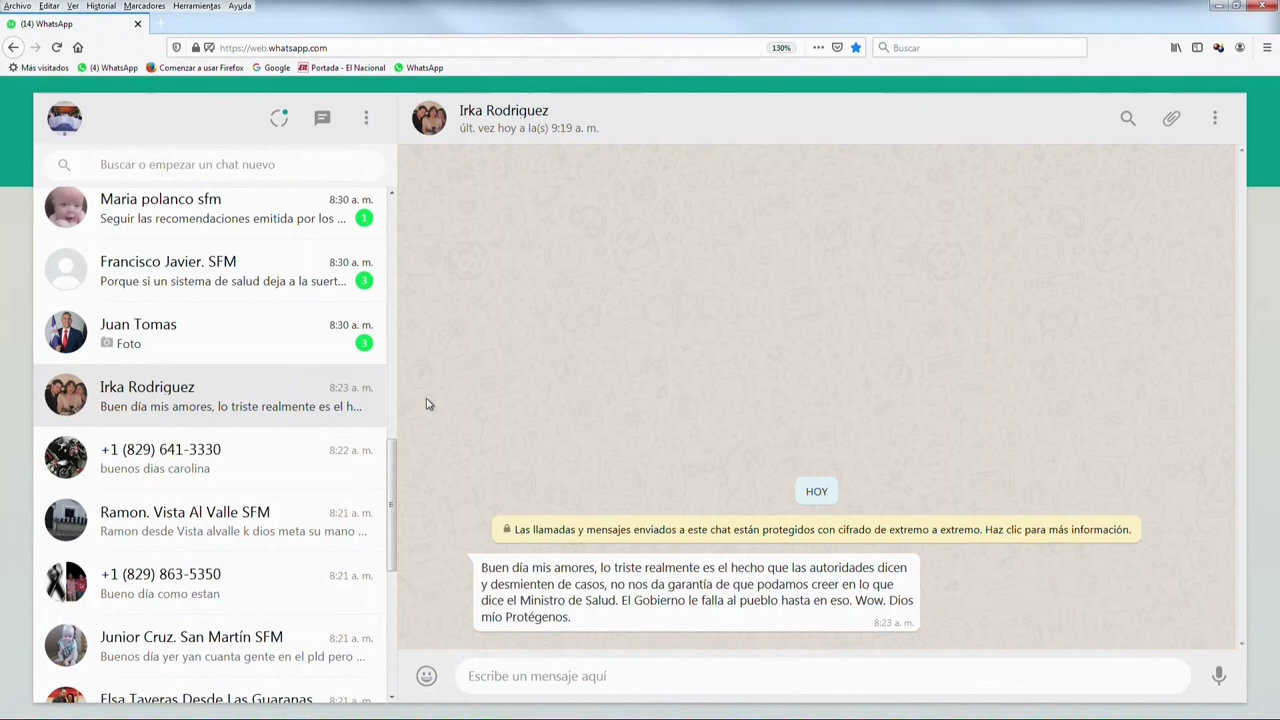 Archivo Editar Ver Historial Marcadores Herramientas Ayuda
(14) WhatsApp
https://web.whatsapp.com
130%
Buscar
Más visitados (4) WhatsApp Comenzar a usar Firefox Google Portada - El Nacional WhatsApp
Buscar o empezar un chat nuevo
Maria polanco sfm 8:30 a. m.
Seguir las recomendaciones emitida por los ... 1
Francisco Javier. SFM 8:30 a. m.
Porque si un sistema de salud deja a la suert... 3
Juan Tomas 8:30 a. m.
Foto 3
Irka Rodriguez 8:23 a. m.
Buen día mis amores, lo triste realmente es el h...
+1 (829) 641-3330 8:22 a. m.
buenos dias carolina
Ramon. Vista Al Valle SFM 8:21 a. m.
Ramon desde Vista alvalle k dios meta su mano ...
+1 (829) 863-5350 8:21 a. m.
Bueno día como estan
Junior Cruz. San Martín SFM 8:21 a. m.
Buenos día yer yan cuanta gente en el pld pero ...
Elsa Taveras Desde Las Guaranas 8:21 a. m.
Irka Rodriguez
últ. vez hoy a la(s) 9:19 a. m.
HOY
Las llamadas y mensajes enviados a este chat están protegidos con cifrado de extremo a extremo. Haz clic para más información.
Buen día mis amores, lo triste realmente es el hecho que las autoridades dicen
y desmienten de casos, no nos da garantía de que podamos creer en lo que
dice el Ministro de Salud. El Gobierno le falla al pueblo hasta en eso. Wow. Dios
mío Protégenos.
8:23 a. m.
Escribe un mensaje aquí